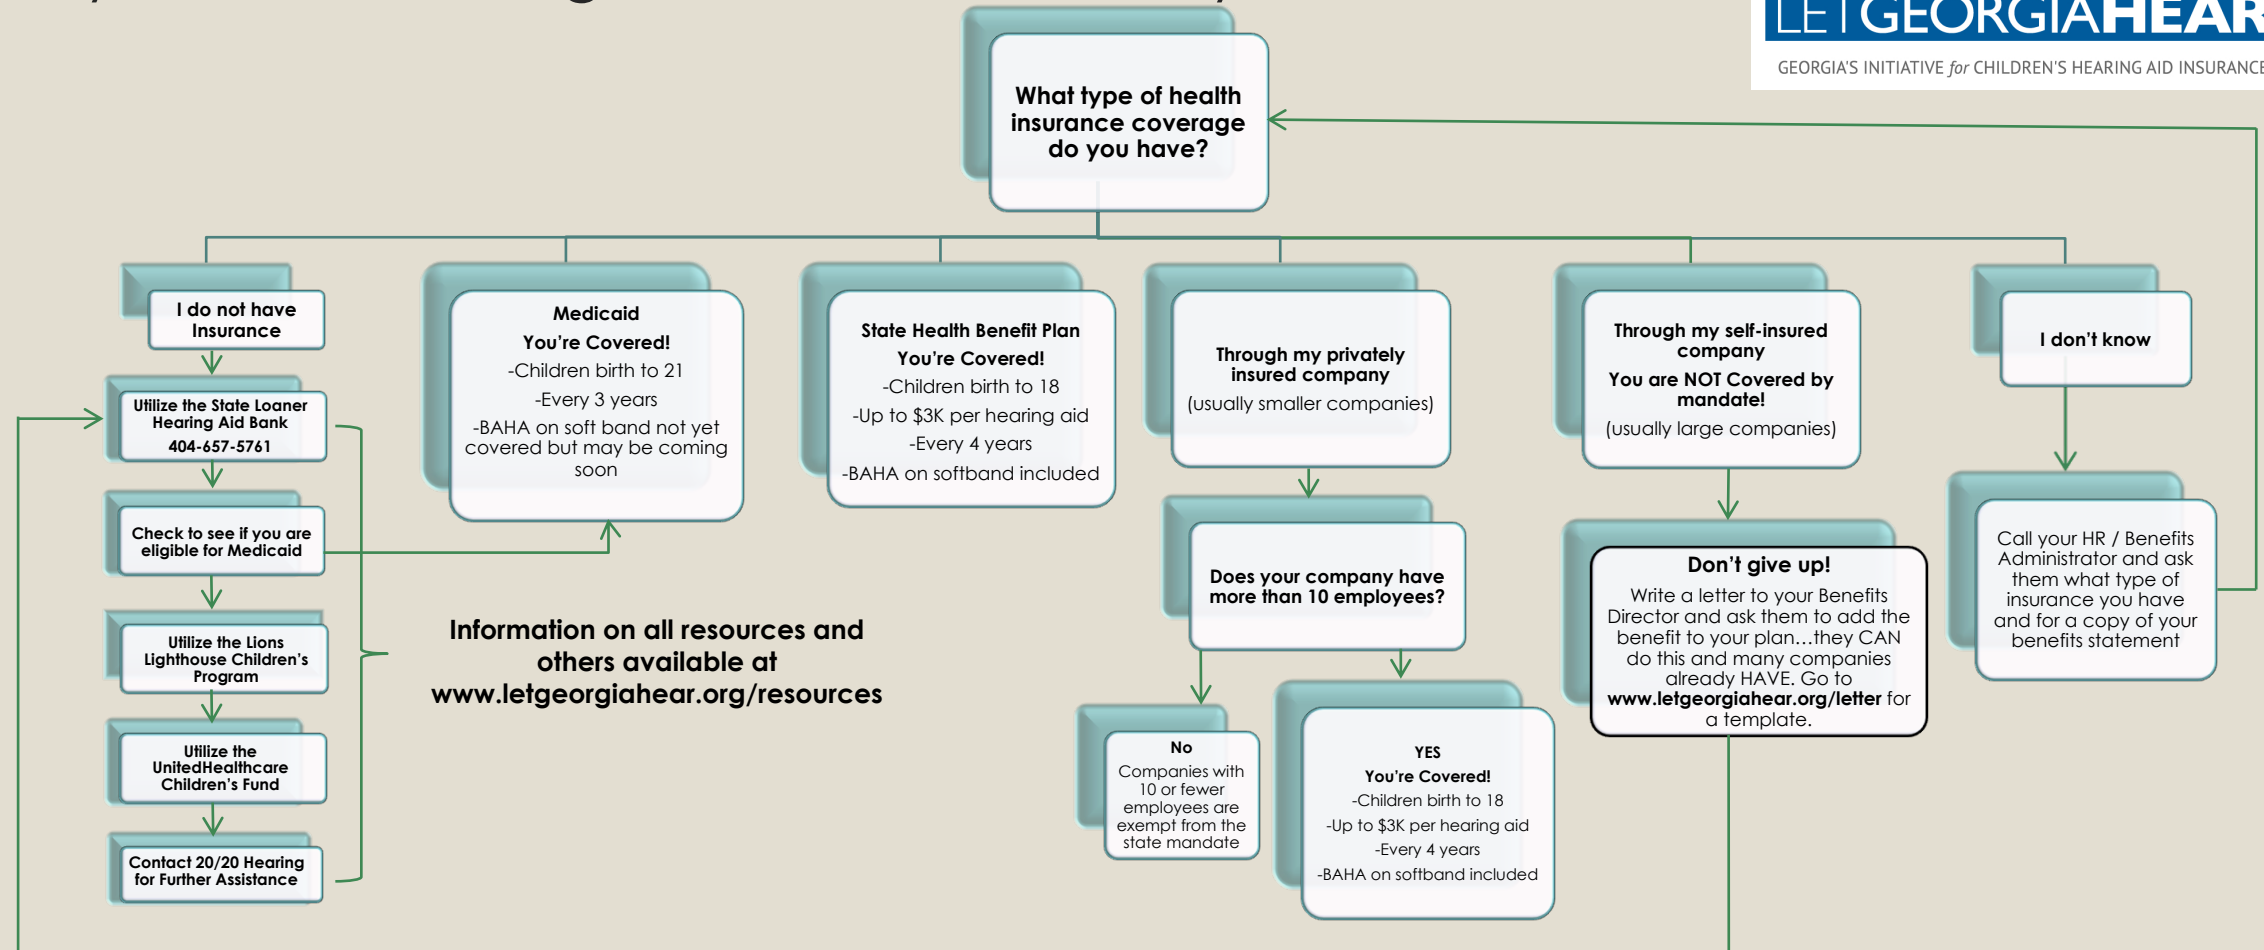 LET GEORGIA HEAR
GEORGIA'S INITIATIVE for CHILDREN'S HEARING AID INSURANCE
What type of health
insurance coverage
do you have?
I do not have
Insurance
Utilize the State Loaner
Hearing Aid Bank
404-657-5761
Check to see if you are
eligible for Medicaid
Utilize the Lions
Lighthouse Children's
Program
Utilize the
UnitedHealthcare
Children's Fund
Contact 20/20 Hearing
for Further Assistance
Medicaid
You're Covered!
-Children birth to 21
-Every 3 years
-BAHA on soft band not yet
covered but may be coming
soon
Information on all resources and
others available at
www.letgeorgiahear.org/resources
State Health Benefit Plan
You're Covered!
-Children birth to 18
-Up to $3K per hearing aid
-Every 4 years
-BAHA on softband included
Through my privately
insured company
(usually smaller companies)
Does your company have
more than 10 employees?
No
Companies with
10 or fewer
employees are
exempt from the
state mandate
YES
You're Covered!
-Children birth to 18
-Up to $3K per hearing aid
-Every 4 years
-BAHA on softband included
Through my self-insured
company
You are NOT Covered by
mandate!
(usually large companies)
Don't give up!
Write a letter to your Benefits
Director and ask them to add the
benefit to your plan…they CAN
do this and many companies
already HAVE. Go to
www.letgeorgiahear.org/letter for
a template.
I don't know
Call your HR / Benefits
Administrator and ask
them what type of
insurance you have
and for a copy of your
benefits statement